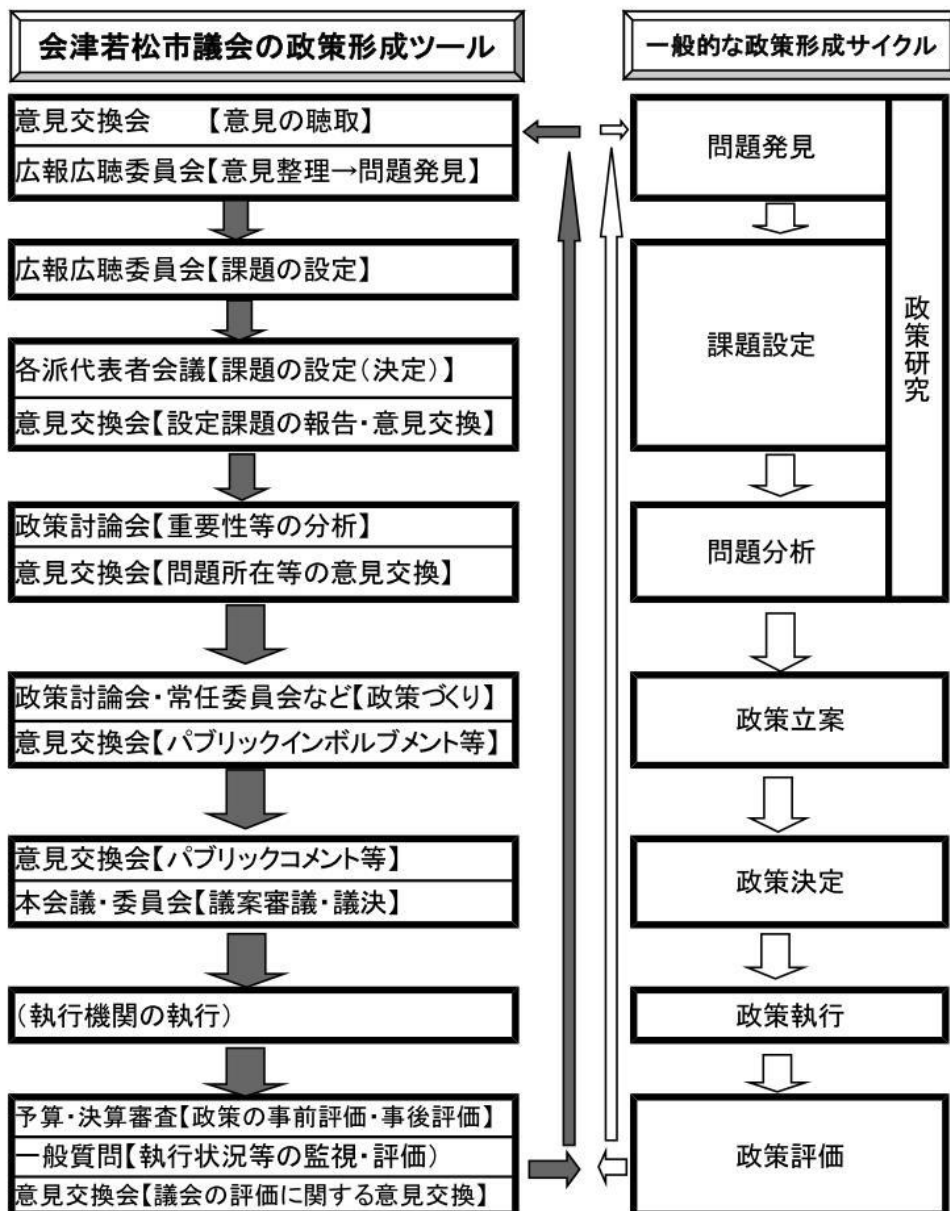 会津若松市議会の政策形成ツール
意見交換会　　【意見の聴取】
広報広聴委員会【意見整理→問題発見】
広報広聴委員会【課題の設定】
各派代表者会議【課題の設定（決定）】
意見交換会【設定課題の報告・意見交換】
政策討論会【重要性等の分析】
意見交換会【問題所在等の意見交換】
政策討論会・常任委員会など【政策づくり】
意見交換会【パブリックインボルブメント等】
意見交換会【パブリックコメント等】
本会議・委員会【議案審議・議決】
（執行機関の執行）
予算・決算審査【政策の事前評価・事後評価】
一般質問【執行状況等の監視・評価）
意見交換会【議会の評価に関する意見交換】
一般的な政策形成サイクル
問題発見
課題設定
問題分析
政策研究
政策立案
政策決定
政策執行
政策評価